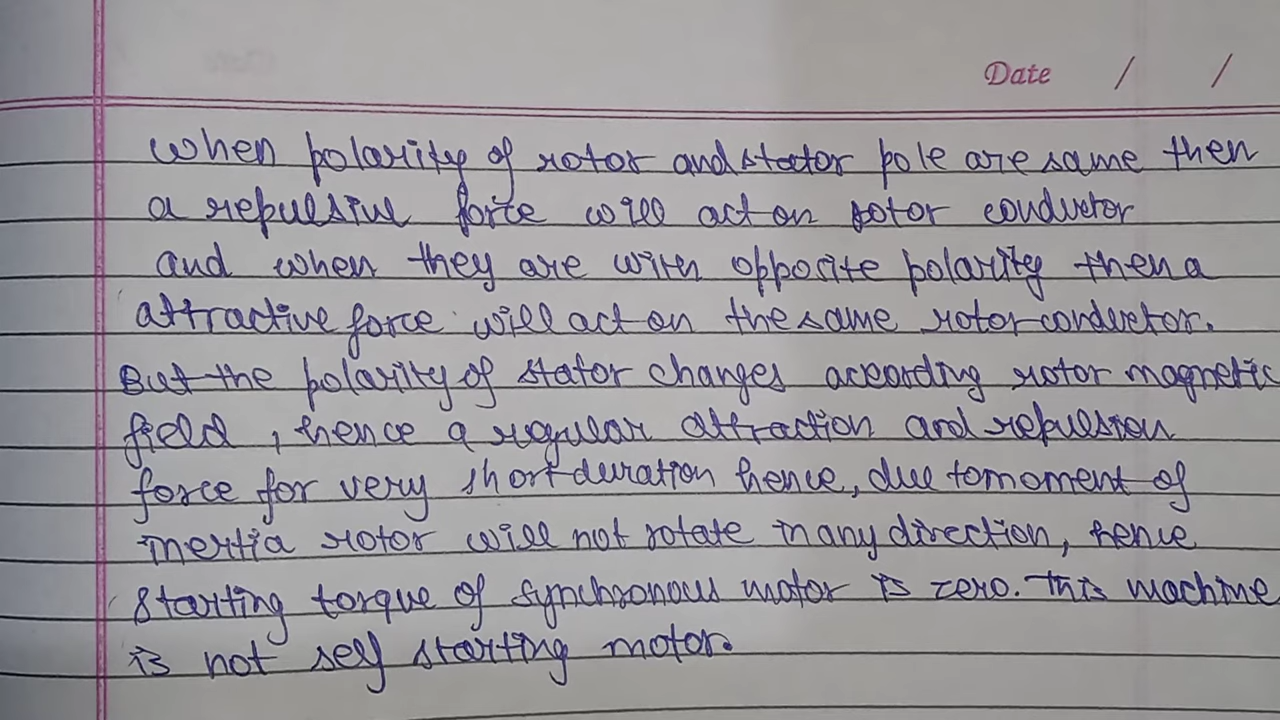 Date / /
When polarity of rotor and stator pole are same then
a repulsive force will act on rotor conductor
and when they are with opposite polarity then a
attractive force will act on the same rotor conductor.
But the polarity of stator changes according rotor magnetic
field, hence a regular attraction and repulsion
force for very short duration hence, due to moment of
inertia rotor will not rotate in any direction, hence
starting torque of synchronous motor is zero. This machine
is not self starting motor.